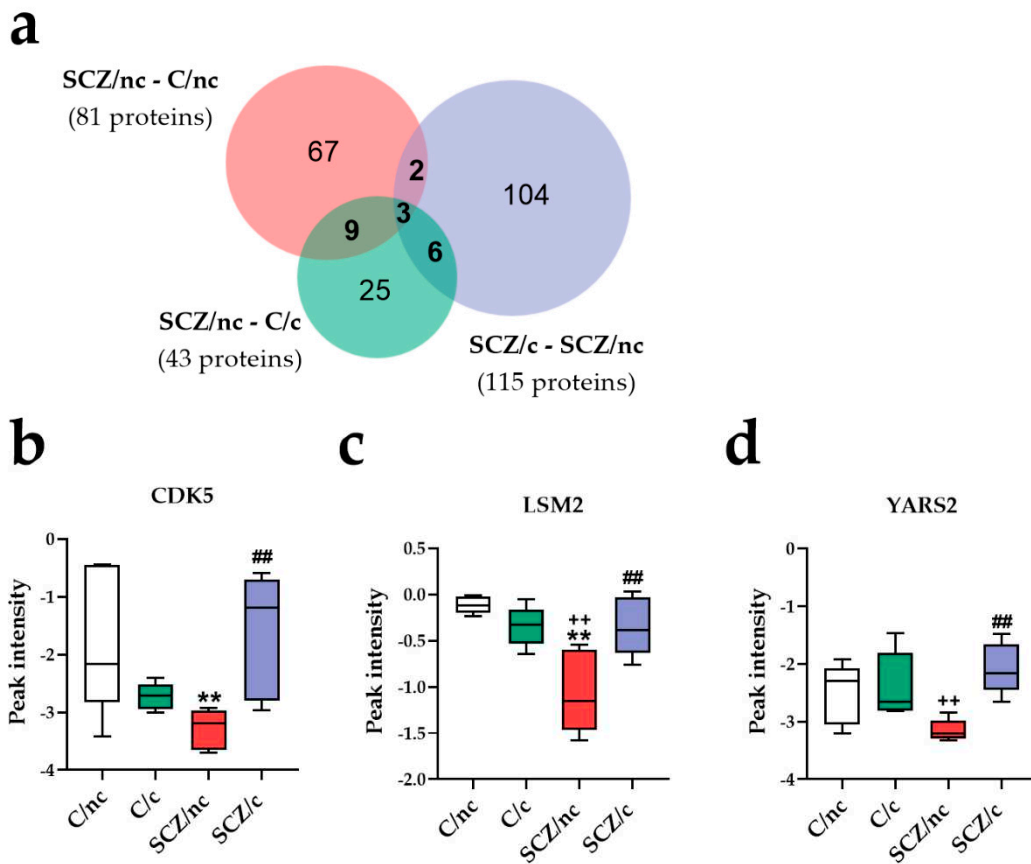 a
SCZ/nc - C/nc
(81 proteins)
67
2
104
3
9
6
25
SCZ/nc - C/c
(43 proteins)
SCZ/c - SCZ/nc
(115 proteins)
b
CDK5
Peak intensity
0
-1
-2
-3
-4
**
##
C/nc
C/c
SCZ/nc
SCZ/c
c
LSM2
Peak intensity
0.5
0.0
-0.5
-1.0
-1.5
-2.0
++
**
##
C/nc
C/c
SCZ/nc
SCZ/c
d
YARS2
Peak intensity
0
-1
-2
-3
-4
++
##
C/nc
C/c
SCZ/nc
SCZ/c